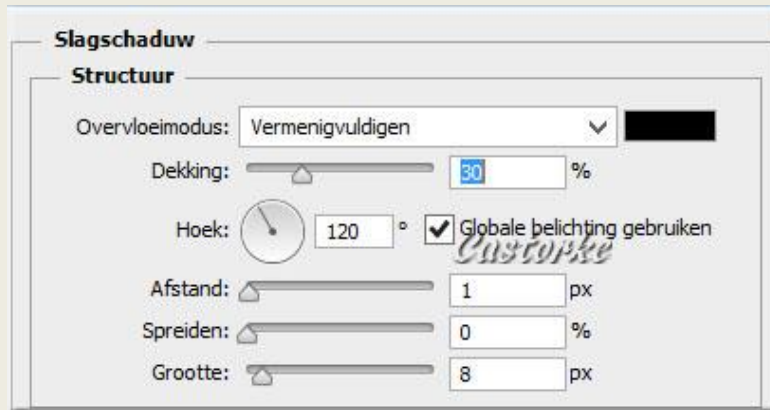 Slagschaduw
Structuur
Overvloeimodus: Vermenigvuldigen
Dekking: 30 %
Hoek: 120 ° Globale belichting gebruiken
Castorke
Afstand: 1 px
Spreiden: 0 %
Grootte: 8 px